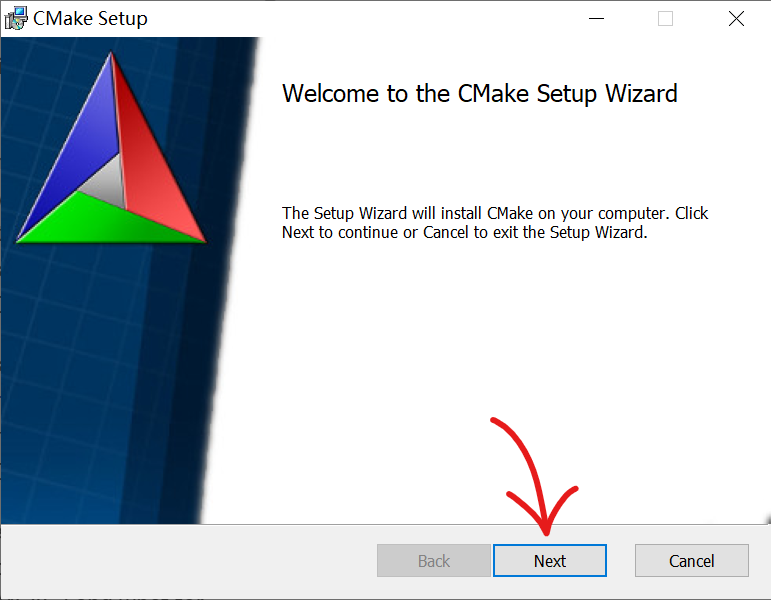 CMake Setup
Welcome to the CMake Setup Wizard
The Setup Wizard will install CMake on your computer. Click
Next to continue or Cancel to exit the Setup Wizard.
Back
Next
Cancel